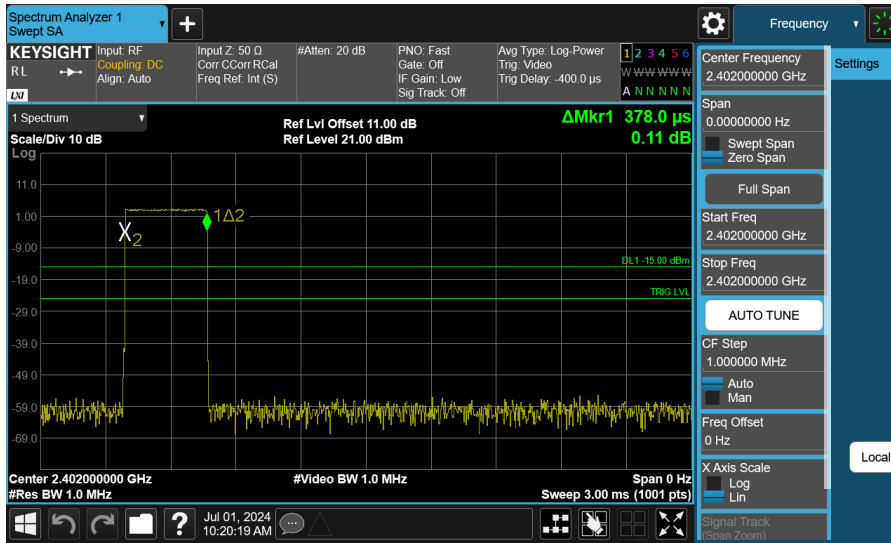 Spectrum Analyzer 1
Swept SA
Frequency
KEYSIGHT
RL
LXI
Input: RF
Coupling: DC
Align: Auto
Input Z: 50 Ω
Corr CCorr RCal
Freq Ref: Int (S)
#Atten: 20 dB
PNO: Fast
Gate: Off
IF Gain: Low
Sig Track: Off
Avg Type: Log-Power
Trig: Video
Trig Delay: -400.0 µs
1 2 3 4 5 6
W W W W W W
A N N N N N
1 Spectrum
Scale/Div 10 dB
Log
Ref Lvl Offset 11.00 dB
Ref Level 21.00 dBm
ΔMkr1 378.0 µs
0.11 dB
11.0
1.00
-9.00
-19.0
-29.0
-39.0
-49.0
-59.0
-69.0
X2
1Δ2
DL1 -15.00 dBm
TRIG LVL
Center 2.402000000 GHz
#Res BW 1.0 MHz
#Video BW 1.0 MHz
Span 0 Hz
Sweep 3.00 ms (1001 pts)
?
Jul 01, 2024
10:20:19 AM
Center Frequency
2.402000000 GHz
Span
0.00000000 Hz
Swept Span
Zero Span
Full Span
Start Freq
2.402000000 GHz
Stop Freq
2.402000000 GHz
AUTO TUNE
CF Step
1.000000 MHz
Auto
Man
Freq Offset
0 Hz
X Axis Scale
Log
Lin
Signal Track
(Span Zoom)
Settings
Local